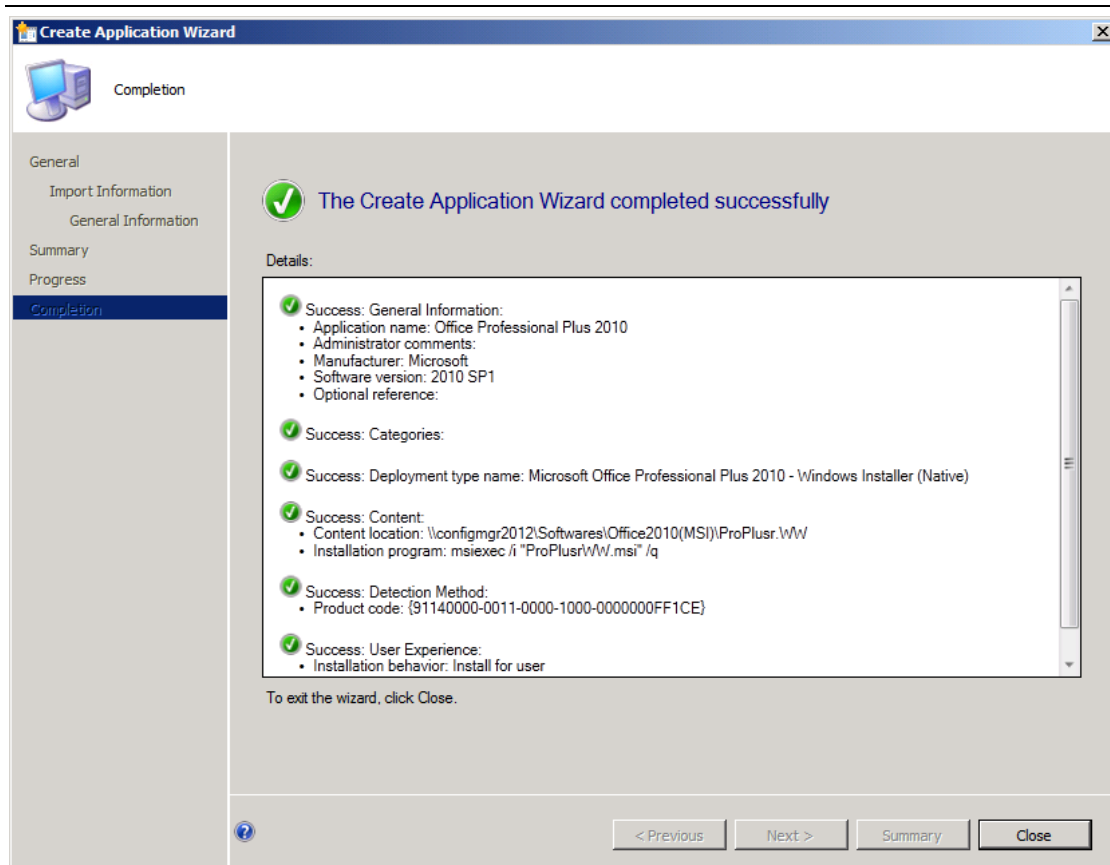 Create Application Wizard
Completion
General
Import Information
General Information
Summary
Progress
Completion
The Create Application Wizard completed successfully
Details:
Success: General Information:
• Application name: Office Professional Plus 2010
• Administrator comments:
• Manufacturer: Microsoft
• Software version: 2010 SP1
• Optional reference:
Success: Categories:
Success: Deployment type name: Microsoft Office Professional Plus 2010 - Windows Installer (Native)
Success: Content:
• Content location: \\configmgr2012\Softwares\Office2010(MSI)\ProPlusr.WW
• Installation program: msiexec /i "ProPlusrWW.msi" /q
Success: Detection Method:
• Product code: {91140000-0011-0000-1000-0000000FF1CE}
Success: User Experience:
• Installation behavior: Install for user
To exit the wizard, click Close.
< Previous
Next >
Summary
Close